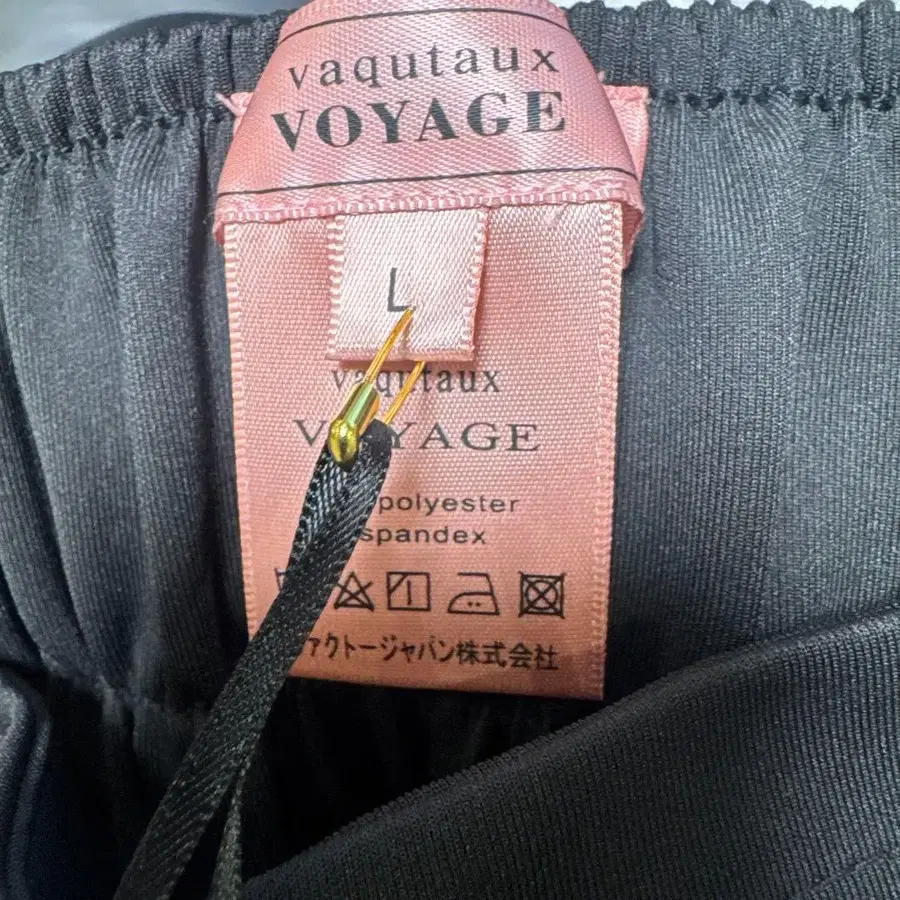 vaqutaux
VOYAGE
L
vaqutaux
VOYAGE
polyester
spandex
ァクトージャパン株式会社